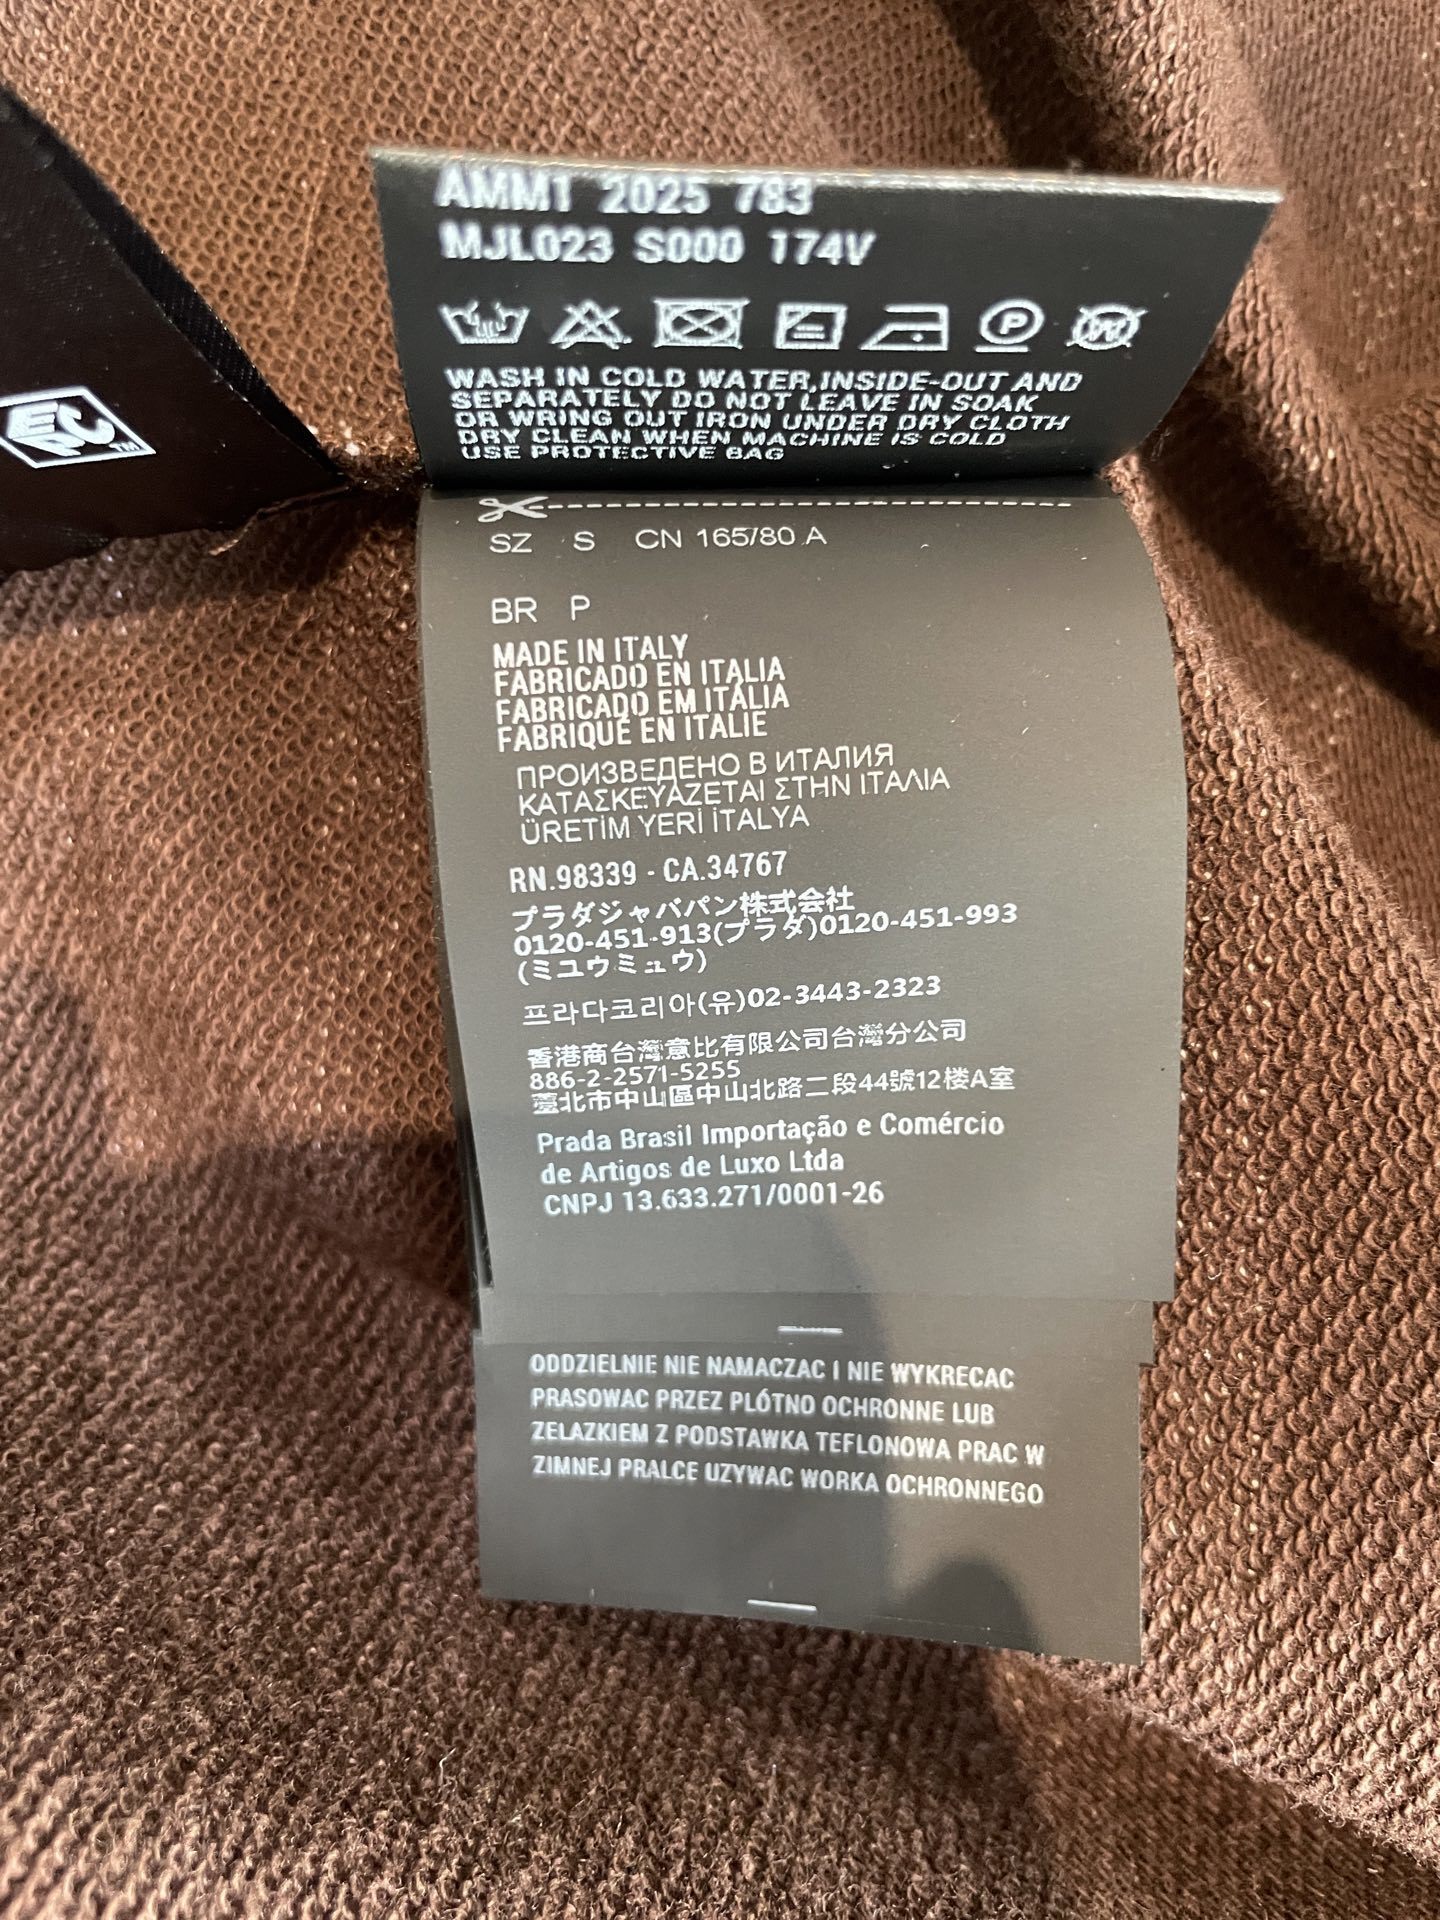 AMM1 2025 783
MJL023 S000 174V
P
W
WASH IN COLD WATER,INSIDE-OUT AND
SEPARATELY DO NOT LEAVE IN SOAK
OR WRING OUT IRON UNDER DRY CLOTH
DRY CLEAN WHEN MACHINE IS COLD
USE PROTECTIVE BAG
SZ S CN 165/80 A
BR P
MADE IN ITALY
FABRICADO EN ITALIA
FABRICADO EM ITÁLIA
FABRIQUÉ EN ITALIE
ПРОИЗВЕДЕНО В ИТАЛИЯ
ΚΑΤΑΣΚΕΥΑΖΕΤΑΙ ΣΤΗΝ ΙΤΑΛΙΑ
ÜRETİM YERİ İTALYA
RN.98339 - CA.34767
プラダジャパン株式会社
0120-451-913(プラダ)0120-451-993
(ミユウミュウ)
프라다코리아(유)02-3443-2323
香港商台灣意比有限公司台灣分公司
886-2-2571-5255
臺北市中山區中山北路二段44號12楼A室
Prada Brasil Importação e Comércio
de Artigos de Luxo Ltda
CNPJ 13.633.271/0001-26
ODDZIELNIE NIE NAMACZAC I NIE WYKRECAC
PRASOWAC PRZEZ PLÓTNO OCHRONNE LUB
ZELAZKIEM Z PODSTAWKA TEFLONOWA PRAC W
ZIMNEJ PRALCE UZYWAC WORKA OCHRONNEGO